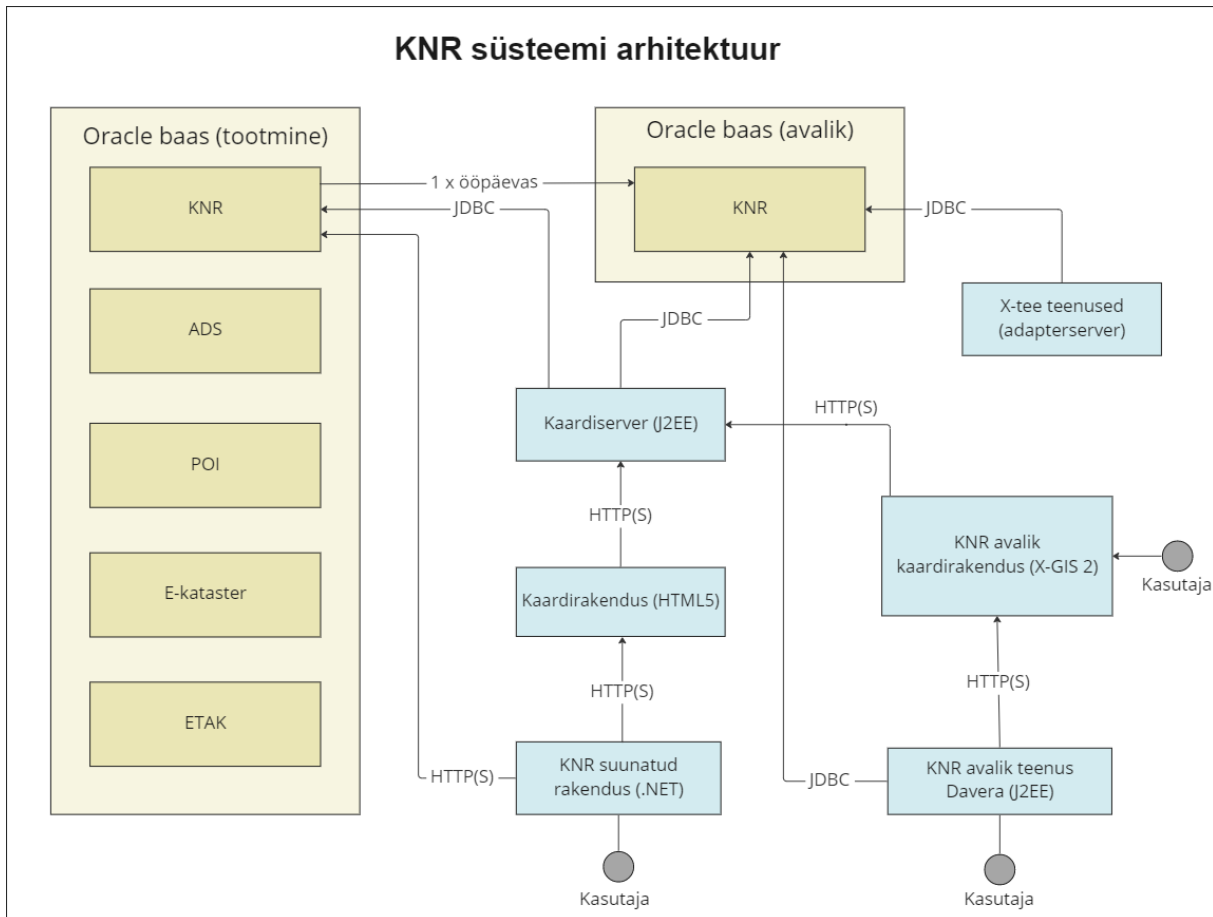 KNR süsteemi arhitektuur
Oracle baas (tootmine)
KNR
ADS
POI
E-kataster
ETAK
1 x ööpäevas
JDBC
Oracle baas (avalik)
KNR
JDBC
X-tee teenused
(adapterserver)
JDBC
Kaardiserver (J2EE)
HTTP(S)
HTTP(S)
KNR avalik
kaardirakendus (X-GIS 2)
Kasutaja
Kaardirakendus (HTML5)
HTTP(S)
HTTP(S)
HTTP(S)
KNR suunatud
rakendus (.NET)
JDBC
KNR avalik teenus
Davera (J2EE)
Kasutaja
Kasutaja